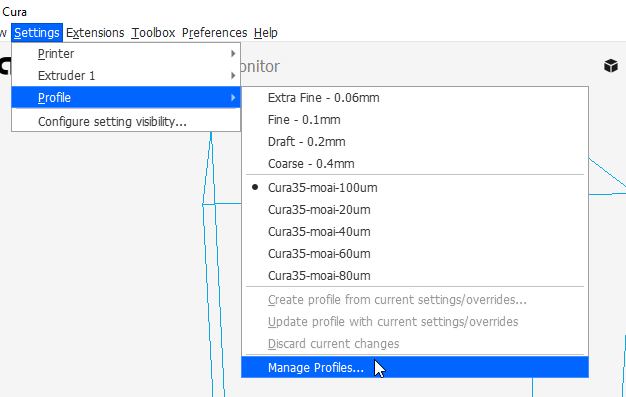 Cura
w Settings Extensions Toolbox Preferences Help
Printer
Extruder 1
Profile
Configure setting visibility...
onitor
Extra Fine - 0.06mm
Fine - 0.1mm
Draft - 0.2mm
Coarse - 0.4mm
Cura35-moai-100um
Cura35-moai-20um
Cura35-moai-40um
Cura35-moai-60um
Cura35-moai-80um
Create profile from current settings/overrides...
Update profile with current settings/overrides
Discard current changes
Manage Profiles...